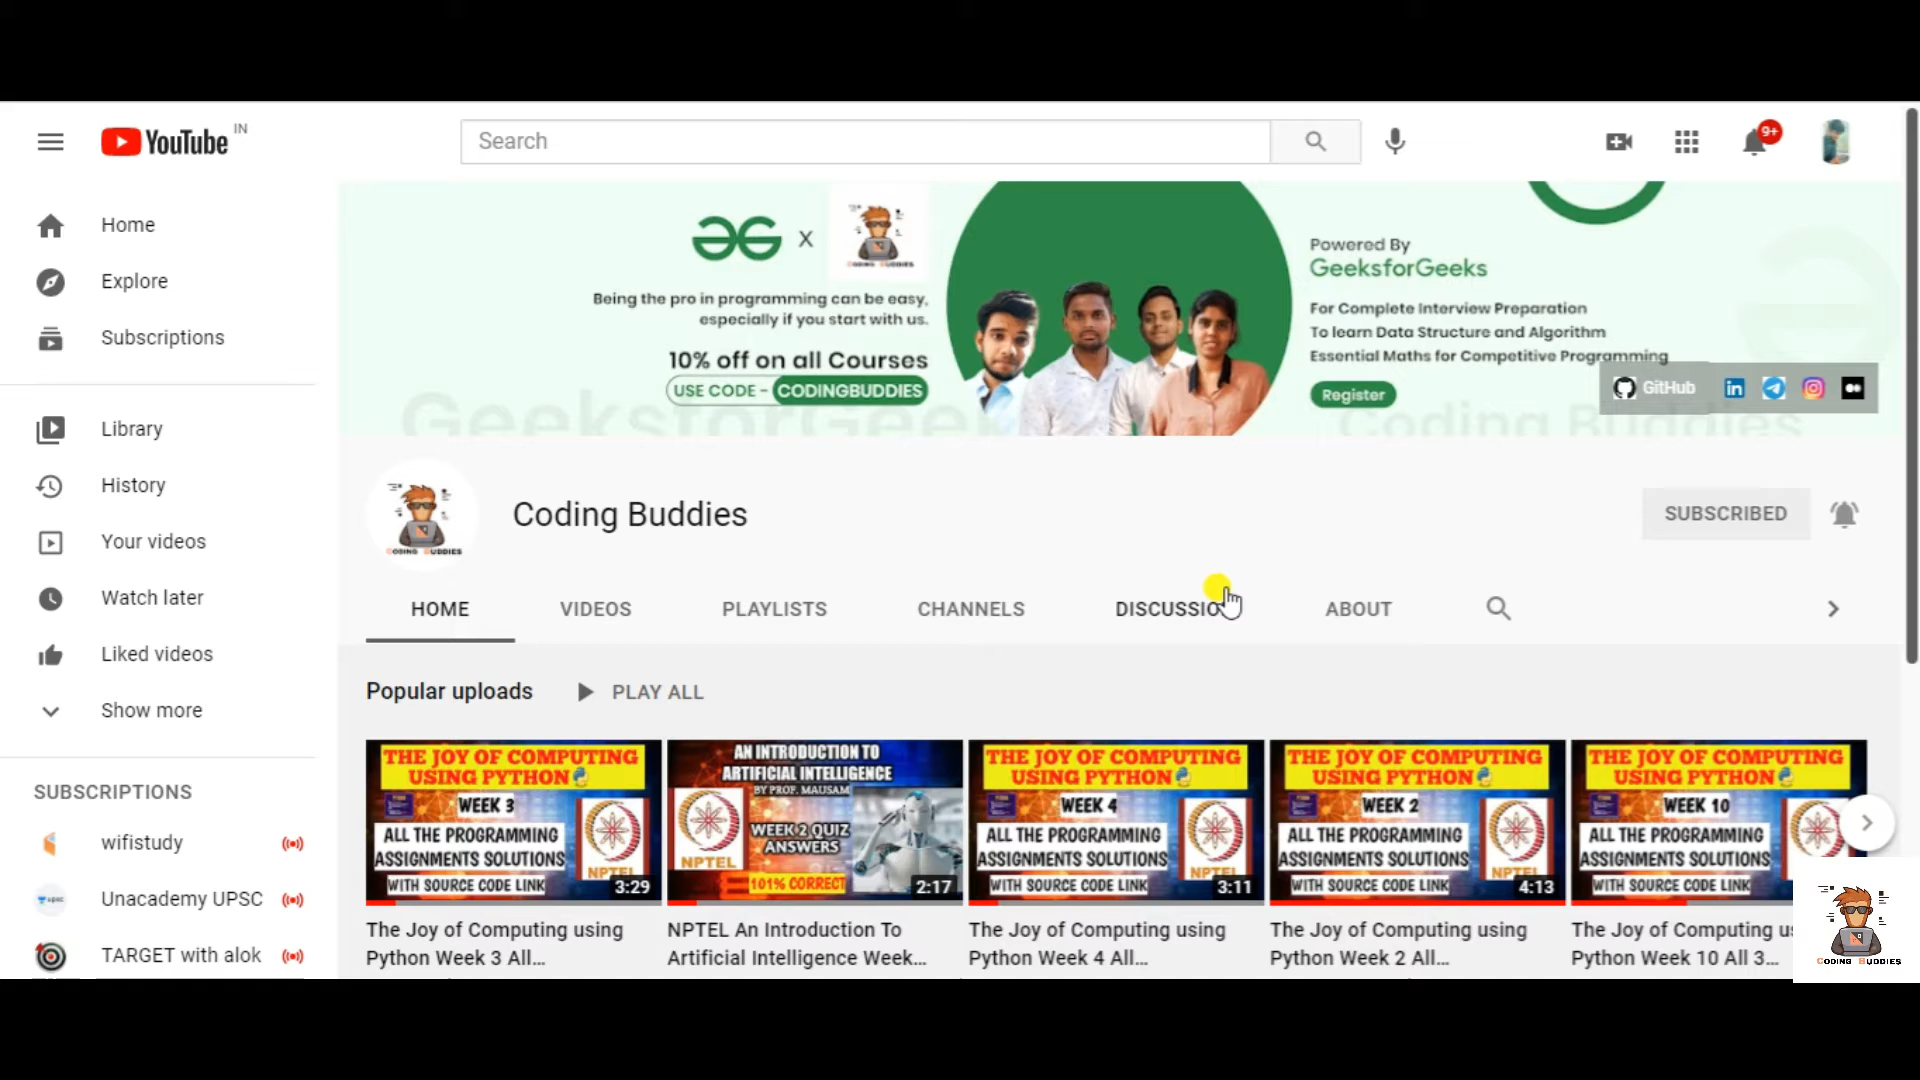 YouTube IN
Search
9+
Home
Explore
Subscriptions
Library
History
Your videos
Watch later
Liked videos
Show more
SUBSCRIPTIONS
wifistudy
Unacademy UPSC
TARGET with alok
X
CODING BUDDIES
Being the pro in programming can be easy,
especially if you start with us.
10% off on all Courses
USE CODE - CODINGBUDDIES
Powered By
GeeksforGeeks
For Complete Interview Preparation
To learn Data Structure and Algorithm
Essential Maths for Competitive Programming
Register
GitHub
GeeksforGeek
Coding Buddies
CODING BUDDIES
Coding Buddies
SUBSCRIBED
HOME
VIDEOS
PLAYLISTS
CHANNELS
DISCUSSIO
ABOUT
Popular uploads
PLAY ALL
THE JOY OF COMPUTING
USING PYTHON
WEEK 3
ALL THE PROGRAMMING
ASSIGNMENTS SOLUTIONS
WITH SOURCE CODE LINK
NPTEL
3:29
AN INTRODUCTION TO
ARTIFICIAL INTELLIGENCE
BY PROF. MAUSAM
WEEK 2 QUIZ
ANSWERS
NPTEL
101% CORRECT
2:17
THE JOY OF COMPUTING
USING PYTHON
WEEK 4
ALL THE PROGRAMMING
ASSIGNMENTS SOLUTIONS
WITH SOURCE CODE LINK
NPTEL
3:11
THE JOY OF COMPUTING
USING PYTHON
WEEK 2
ALL THE PROGRAMMING
ASSIGNMENTS SOLUTIONS
WITH SOURCE CODE LINK
NPTEL
4:13
THE JOY OF COMPUTING
USING PYTHON
WEEK 10
ALL THE PROGRAMMING
ASSIGNMENTS SOLUTIONS
WITH SOURCE CODE LINK
The Joy of Computing using
Python Week 3 All...
NPTEL An Introduction To
Artificial Intelligence Week...
The Joy of Computing using
Python Week 4 All...
The Joy of Computing using
Python Week 2 All...
The Joy of Computing us
Python Week 10 All 3...
CODING BUDDIES